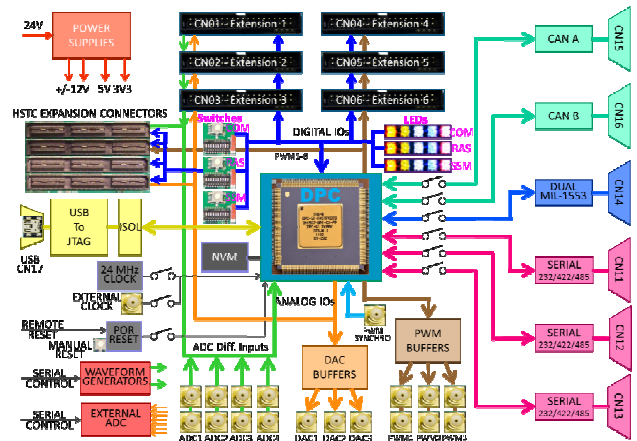 24V
POWER
SUPPLIES
+/-12V 5V 3V3
CN01 - Extension 1
CN04 - Extension 4
CN02 - Extension 2
CN05 - Extension 5
CN03 - Extension 3
CN06 - Extension 6
CAN A
CN15
HSTC EXPANSION CONNECTORS
Switches
COM
RAS
SSM
DIGITAL IOs
PWM1-6
LEDs
COM
RAS
SSM
CAN B
CN16
DPC
DUAL
MIL-1553
CN14
USB
To
JTAG
ISOL
USB
CN17
NVM
24 MHz
CLOCK
EXTERNAL
CLOCK
SERIAL
232/422/485
CN11
ANALOG IOs
REMOTE
RESET
POR
RESET
MANUAL
RESET
ADC Diff. Inputs
PWM
SYNCHRO
PWM
BUFFERS
SERIAL
232/422/485
CN12
DAC
BUFFERS
SERIAL
CONTROL
WAVEFORM
GENERATORS
SERIAL
CONTROL
EXTERNAL
ADC
ADC1 ADC2 ADC3 ADC4
DAC1 DAC2 DAC3
SERIAL
232/422/485
CN13